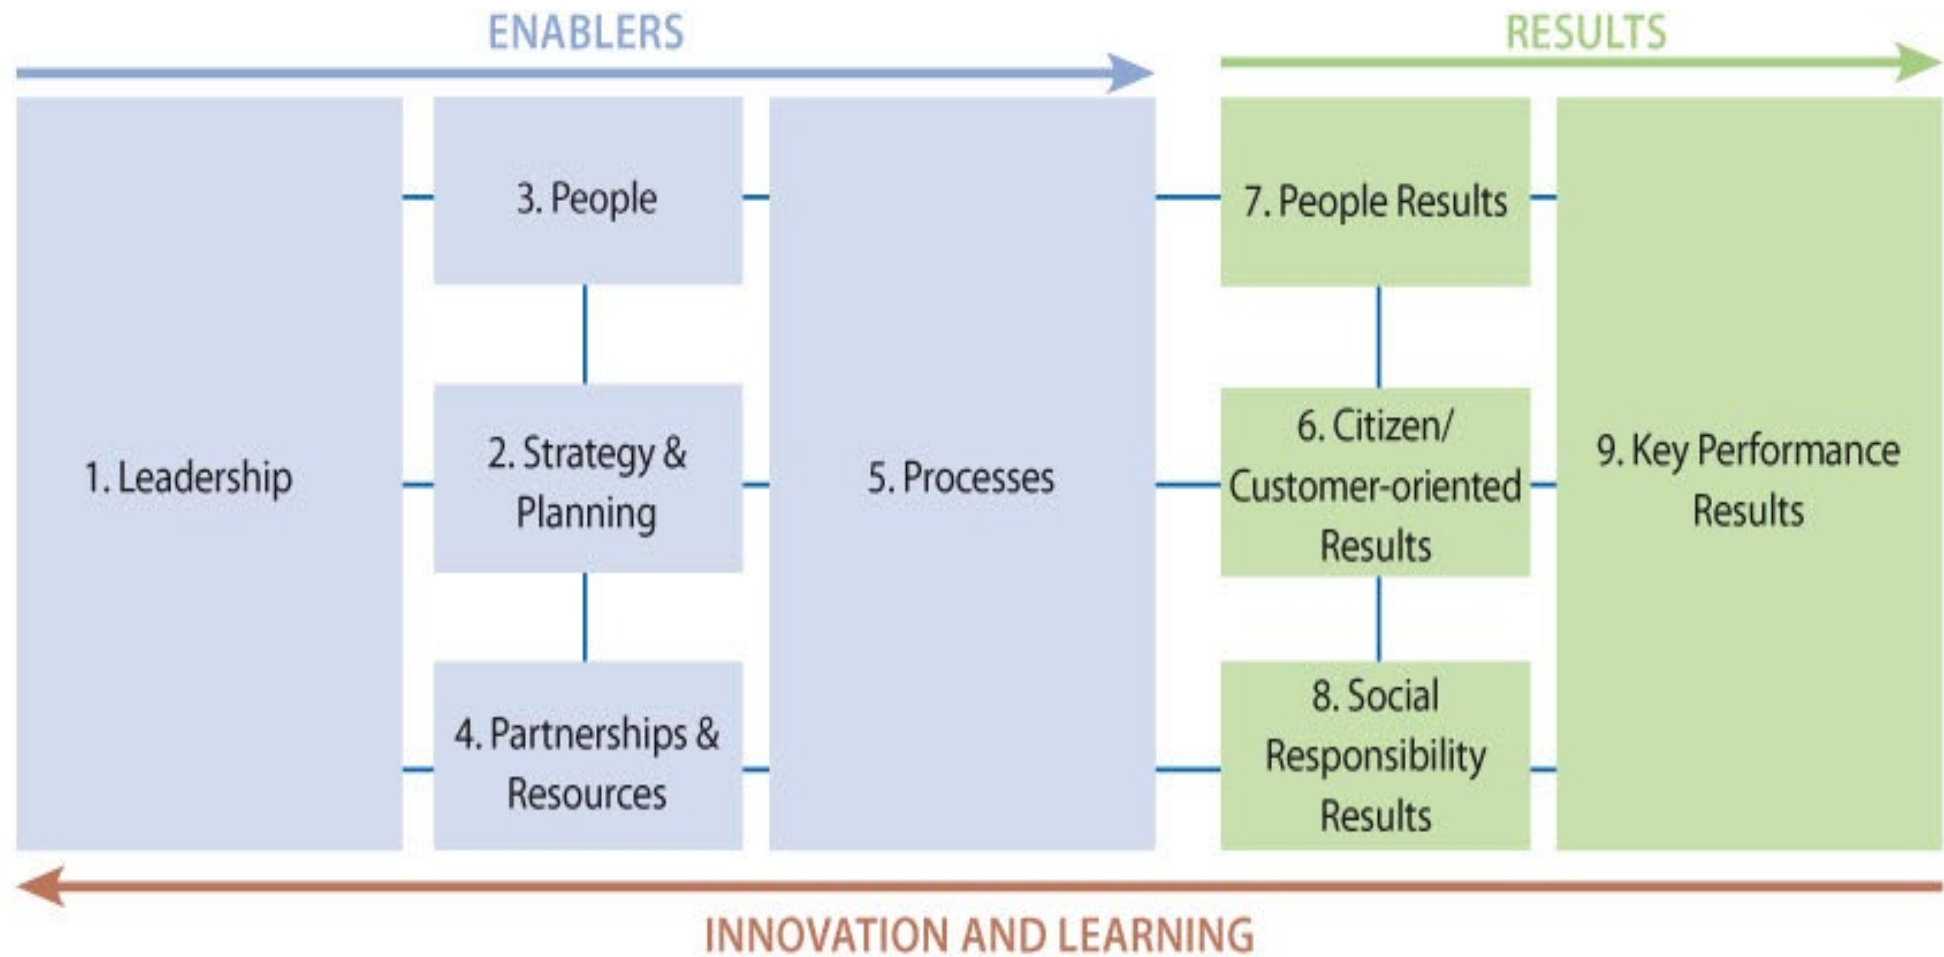 ENABLERS
RESULTS
1. Leadership
3. People
2. Strategy &
Planning
4. Partnerships &
Resources
5. Processes
7. People Results
6. Citizen/
Customer-oriented
Results
8. Social
Responsibility
Results
9. Key Performance
Results
INNOVATION AND LEARNING